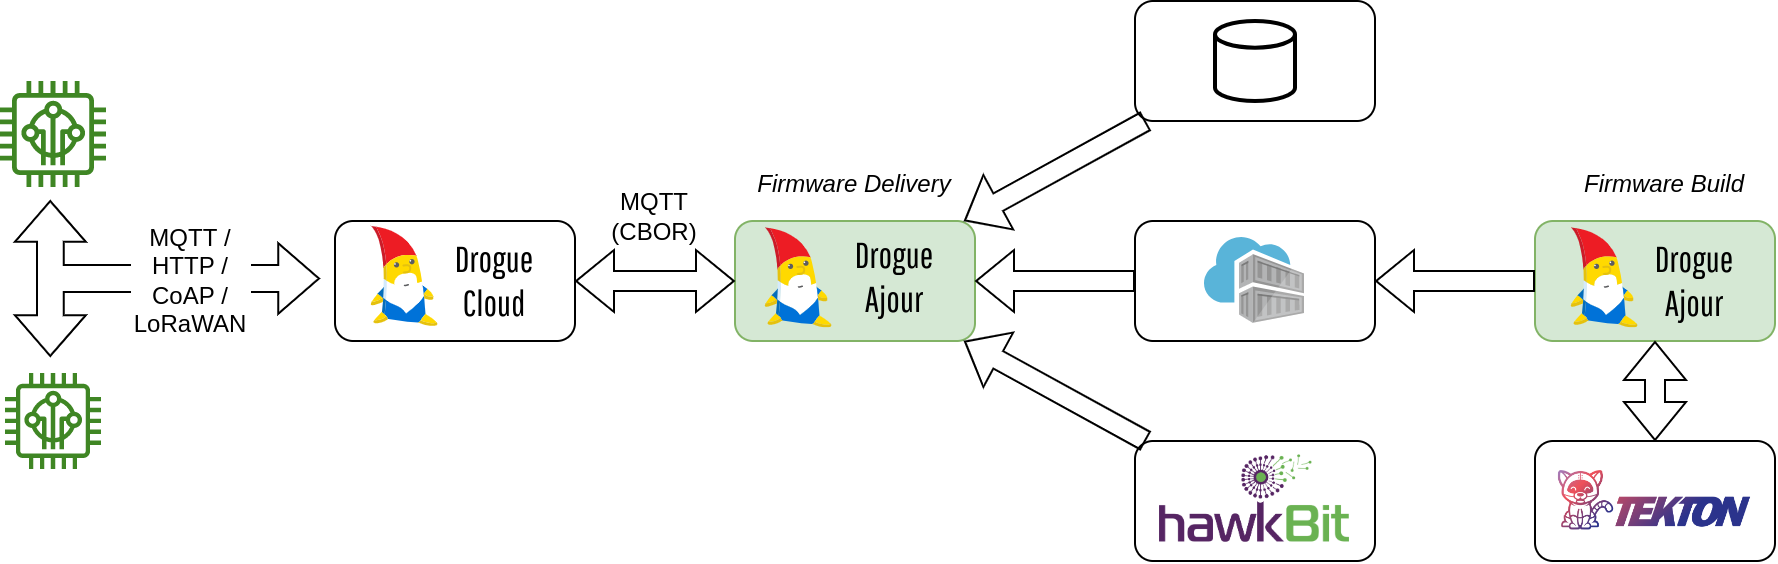 MQTT /
HTTP /
CoAP /
LoRaWAN
Drogue
Cloud
MQTT
(CBOR)
Firmware Delivery
Drogue
Ajour
hawkBit
Firmware Build
Drogue
Ajour
TEKTON